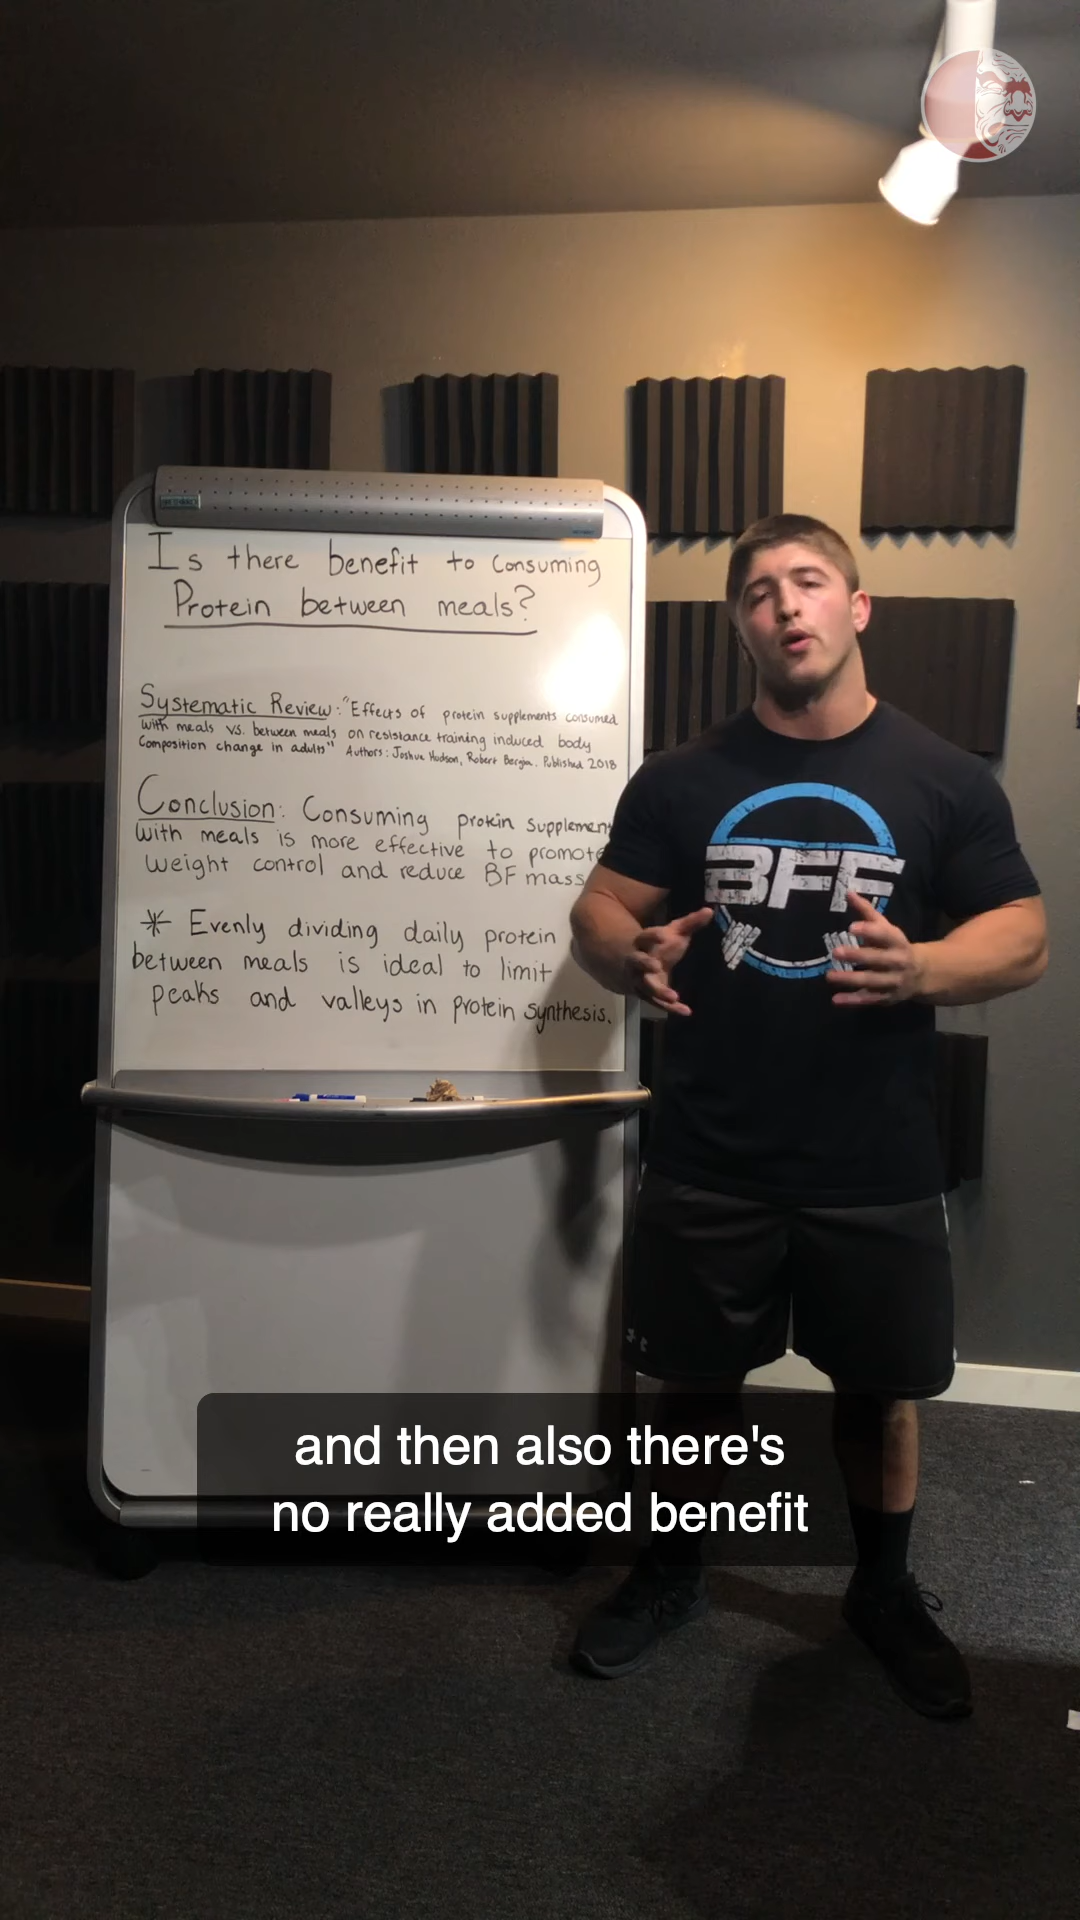 Is there benefit to consuming
Protein between meals?
Systematic Review: "Effects of protein supplements consumed
with meals vs. between meals on resistance training induced body
Composition change in adults" Authors: Joshua Hudson, Robert Bergia. Published 2018
Conclusion: Consuming protein supplement
with meals is more effective to promote
weight control and reduce BF mass
* Evenly dividing daily protein
between meals is ideal to limit
peaks and valleys in protein synthesis.
BFF
and then also there's
no really added benefit